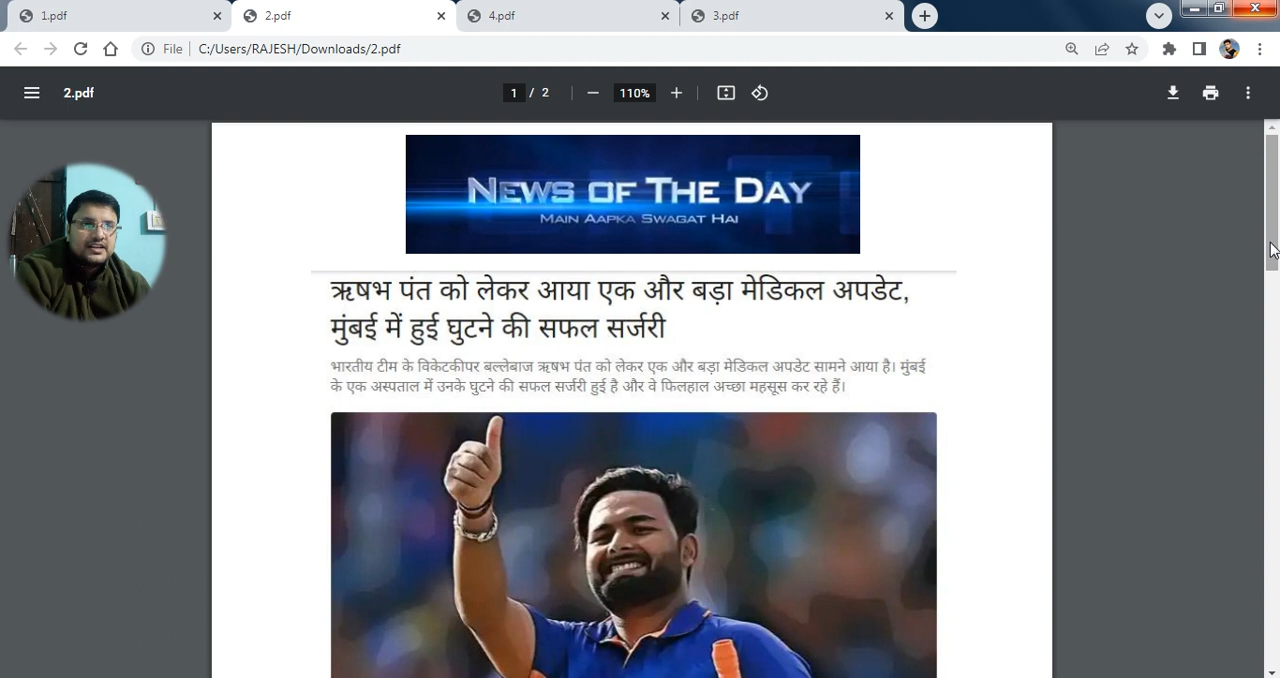 1.pdf
2.pdf
4.pdf
3.pdf
File
C:/Users/RAJESH/Downloads/2.pdf
2.pdf
1 / 2
110%
NEWS OF THE DAY
MAIN AAPKA SWAGAT HAI
ऋषभ पंत को लेकर आया एक और बड़ा मेडिकल अपडेट,
मुंबई में हुई घुटने की सफल सर्जरी
भारतीय टीम के विकेटकीपर बल्लेबाज ऋषभ पंत को लेकर एक और बड़ा मेडिकल अपडेट सामने आया है। मुंबई
के एक अस्पताल में उनके घुटने की सफल सर्जरी हुई है और वे फिलहाल अच्छा महसूस कर रहे हैं।